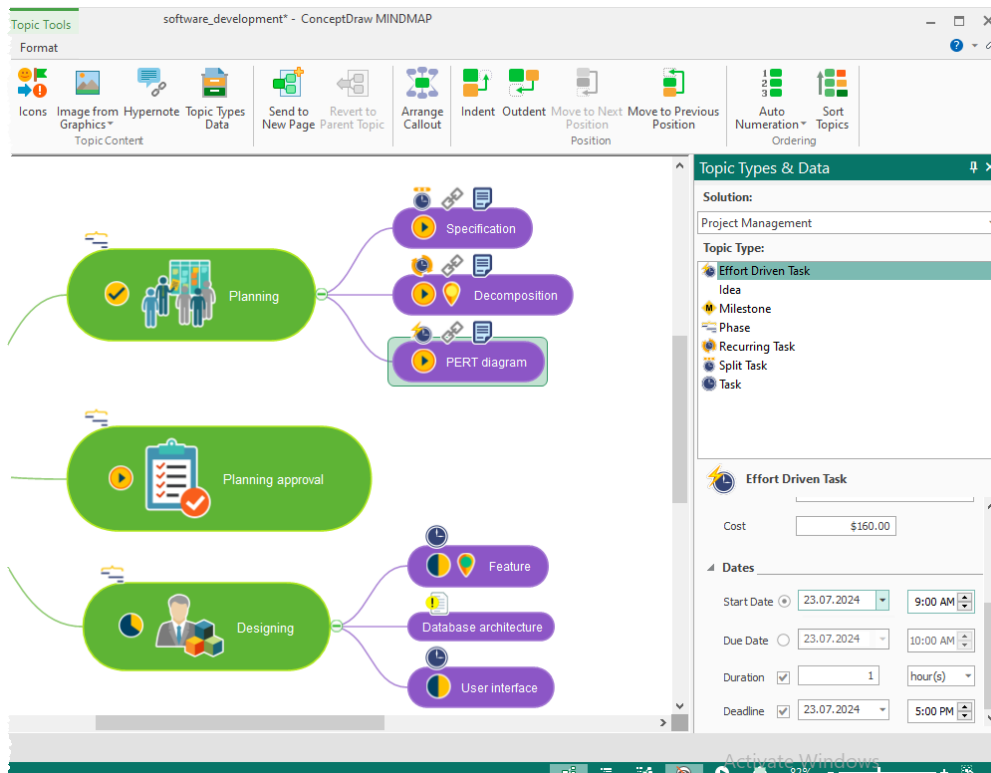 Topic Tools
software_development* - ConceptDraw MINDMAP
Format
Icons
Image from
Graphics
Hypernote
Topic Types
Data
Topic Content
Send to
New Page
Revert to
Parent Topic
Arrange
Callout
Indent
Outdent
Move to Next
Position
Move to Previous
Position
Position
1
2
3
Auto
Numeration
Sort
Topics
Ordering
Planning
Specification
Decomposition
PERT diagram
Planning approval
Designing
Feature
Database architecture
User interface
Topic Types & Data
Solution:
Project Management
Topic Type:
Effort Driven Task
Idea
M Milestone
Phase
Recurring Task
Split Task
Task
Effort Driven Task
Cost $160.00
Dates
Start Date 23.07.2024 9:00 AM
Due Date 23.07.2024 10:00 AM
Duration 1 hour(s)
Deadline 23.07.2024 5:00 PM
Activate Windows